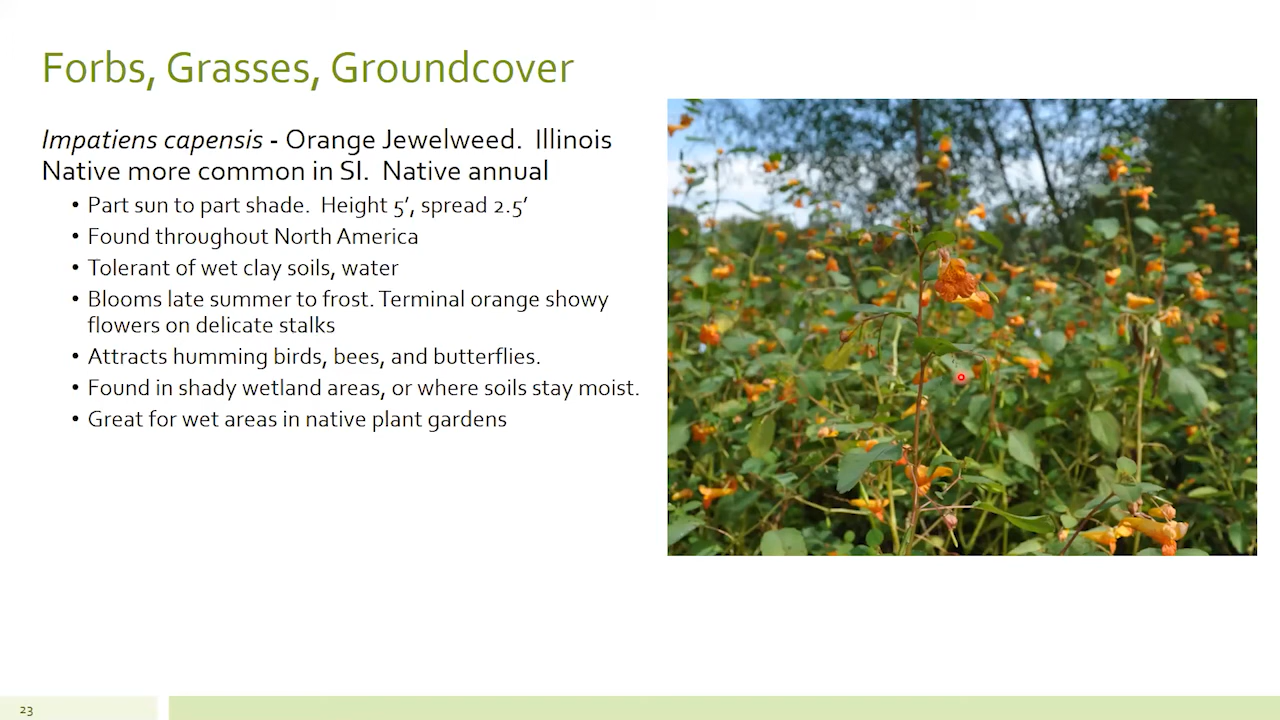 Forbs, Grasses, Groundcover
Impatiens capensis - Orange Jewelweed.  Illinois
Native more common in SI.  Native annual
• Part sun to part shade.  Height 5’, spread 2.5‘
• Found throughout North America
• Tolerant of wet clay soils, water
• Blooms late summer to frost. Terminal orange showy
flowers on delicate stalks
• Attracts humming birds, bees, and butterflies.
• Found in shady wetland areas, or where soils stay moist.
• Great for wet areas in native plant gardens
23